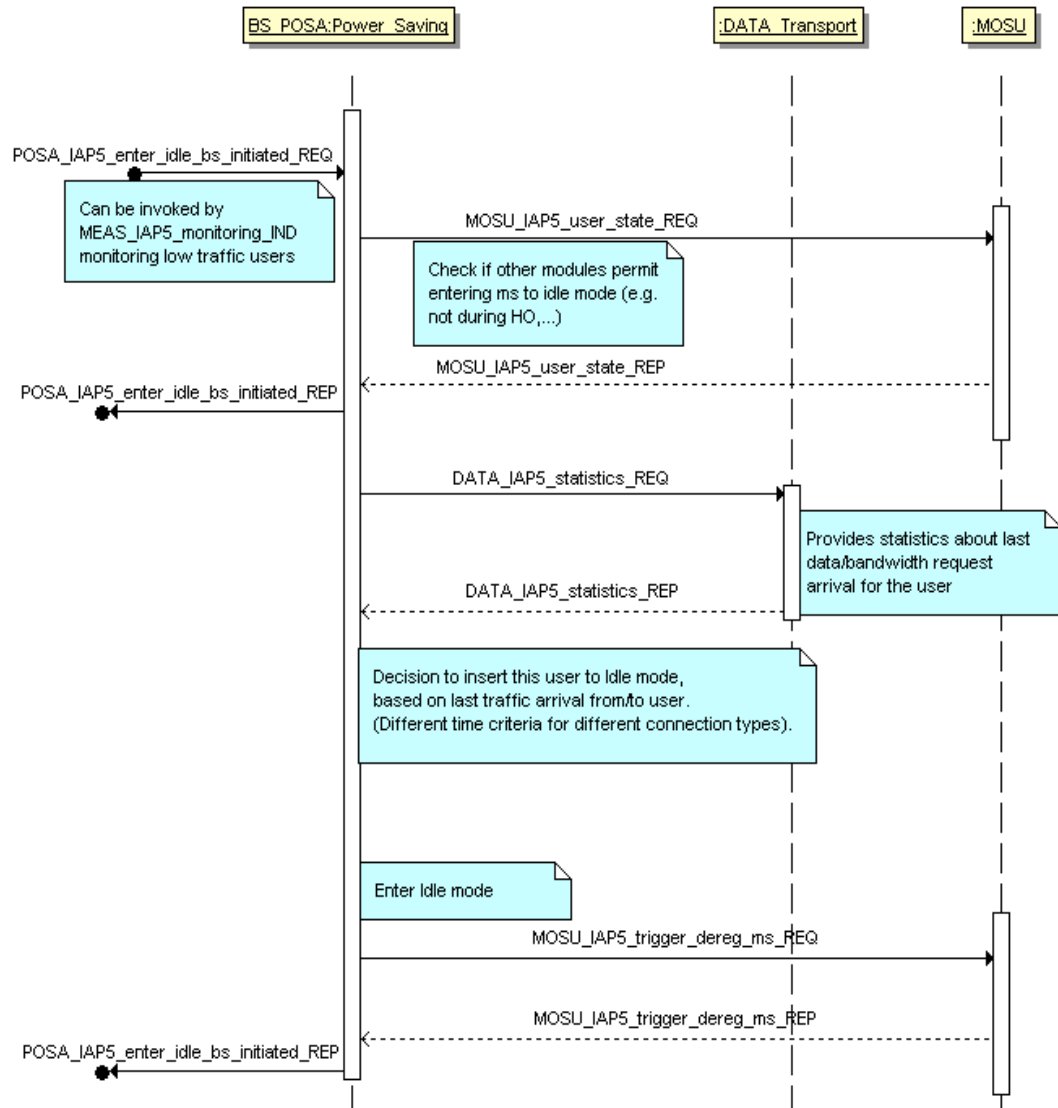 BS_POSA:Power_Saving
:DATA_Transport
:MOSU
POSA_IAP5_enter_idle_bs_initiated_REQ
Can be invoked by
MEAS_IAP5_monitoring_IND
monitoring low traffic users
MOSU_IAP5_user_state_REQ
Check if other modules permit
entering ms to idle mode (e.g.
not during HO,...)
MOSU_IAP5_user_state_REP
POSA_IAP5_enter_idle_bs_initiated_REP
DATA_IAP5_statistics_REQ
Provides statistics about last
data/bandwidth request
arrival for the user
DATA_IAP5_statistics_REP
Decision to insert this user to Idle mode,
based on last traffic arrival from/to user.
(Different time criteria for different connection types).
Enter Idle mode
MOSU_IAP5_trigger_dereg_ms_REQ
MOSU_IAP5_trigger_dereg_ms_REP
POSA_IAP5_enter_idle_bs_initiated_REP